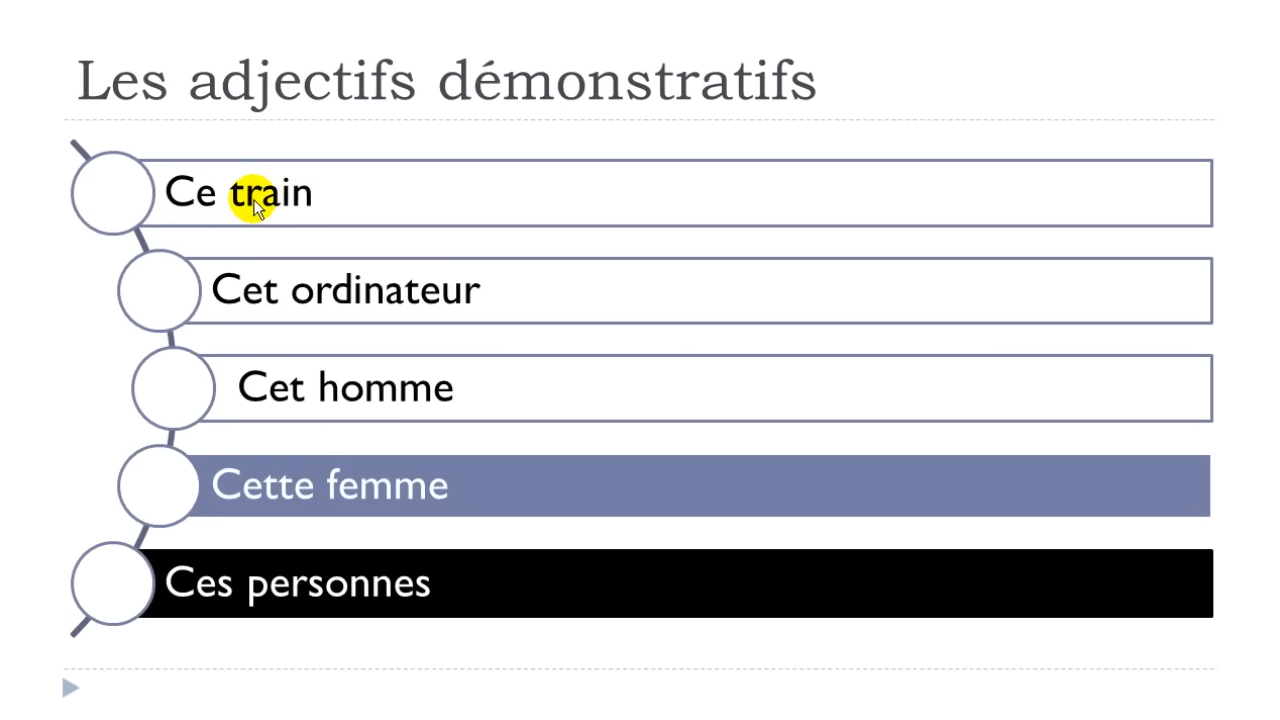 Les adjectifs démonstratifs
Ce train
Cet ordinateur
Cet homme
Cette femme
Ces personnes